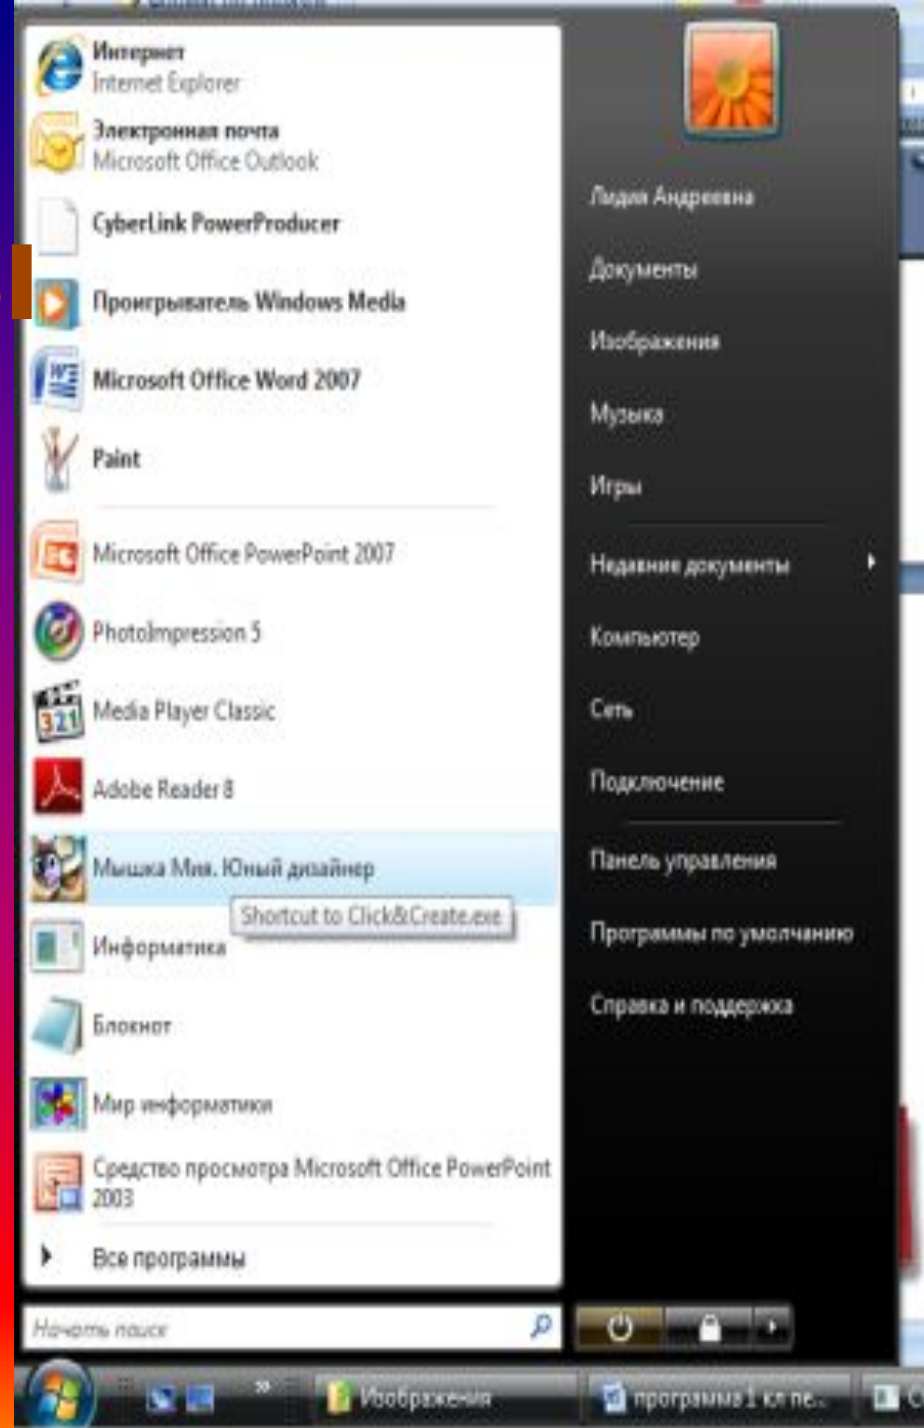 Интернет
Internet Explorer
Электронная почта
Microsoft Office Outlook
CyberLink PowerProducer
Проигрыватель Windows Media
Microsoft Office Word 2007
Paint
Microsoft Office PowerPoint 2007
PhotoImpression 5
Media Player Classic
Adobe Reader 8
Мышка Мия. Юный дизайнер
Shortcut to Click&Create.exe
Информатика
Блокнот
Мир информатики
Средство просмотра Microsoft Office PowerPoint
2003
Все программы
Начать поиск
Лидия Андреевна
Документы
Изображения
Музыка
Игры
Недавние документы
Компьютер
Сеть
Подключение
Панель управления
Программы по умолчанию
Справка и поддержка
Изображения
программа 1 кл пе...